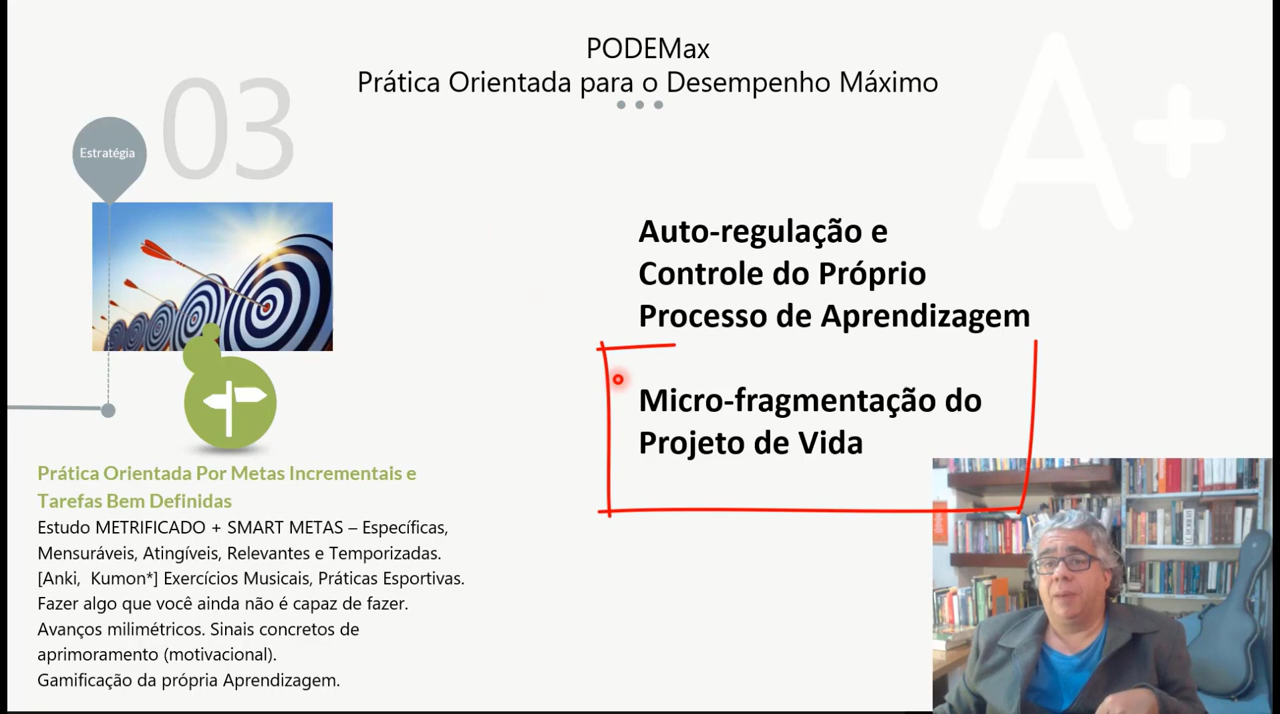 PODEMax
Prática Orientada para o Desempenho Máximo
A+
03
Estratégia
Auto-regulação e
Controle do Próprio
Processo de Aprendizagem
Micro-fragmentação do
Projeto de Vida
Prática Orientada Por Metas Incrementais e
Tarefas Bem Definidas
Estudo METRIFICADO + SMART METAS – Específicas,
Mensuráveis, Atingíveis, Relevantes e Temporizadas.
[Anki,  Kumon*] Exercícios Musicais, Práticas Esportivas.
Fazer algo que você ainda não é capaz de fazer.
Avanços milimétricos. Sinais concretos de
aprimoramento (motivacional).
Gamificação da própria Aprendizagem.